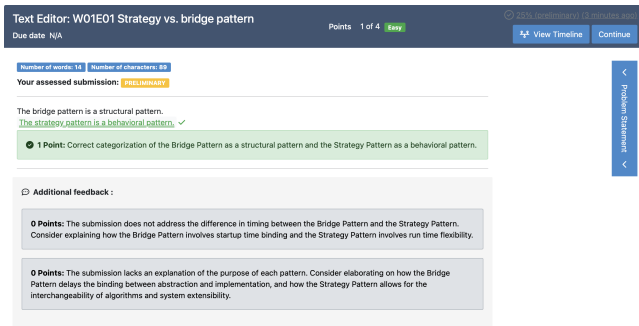 Text Editor: W01E01 Strategy vs. bridge pattern
Due date N/A
Points 1 of 4 Easy
25% (preliminary) (3 minutes ago)
View Timeline
Continue
Number of words: 14 Number of characters: 89
Your assessed submission: PRELIMINARY
The bridge pattern is a structural pattern.
The strategy pattern is a behavioral pattern.
1 Point: Correct categorization of the Bridge Pattern as a structural pattern and the Strategy Pattern as a behavioral pattern.
Additional feedback :
0 Points: The submission does not address the difference in timing between the Bridge Pattern and the Strategy Pattern.
Consider explaining how the Bridge Pattern involves startup time binding and the Strategy Pattern involves run time flexibility.
0 Points: The submission lacks an explanation of the purpose of each pattern. Consider elaborating on how the Bridge
Pattern delays the binding between abstraction and implementation, and how the Strategy Pattern allows for the
interchangeability of algorithms and system extensibility.
Problem Statement